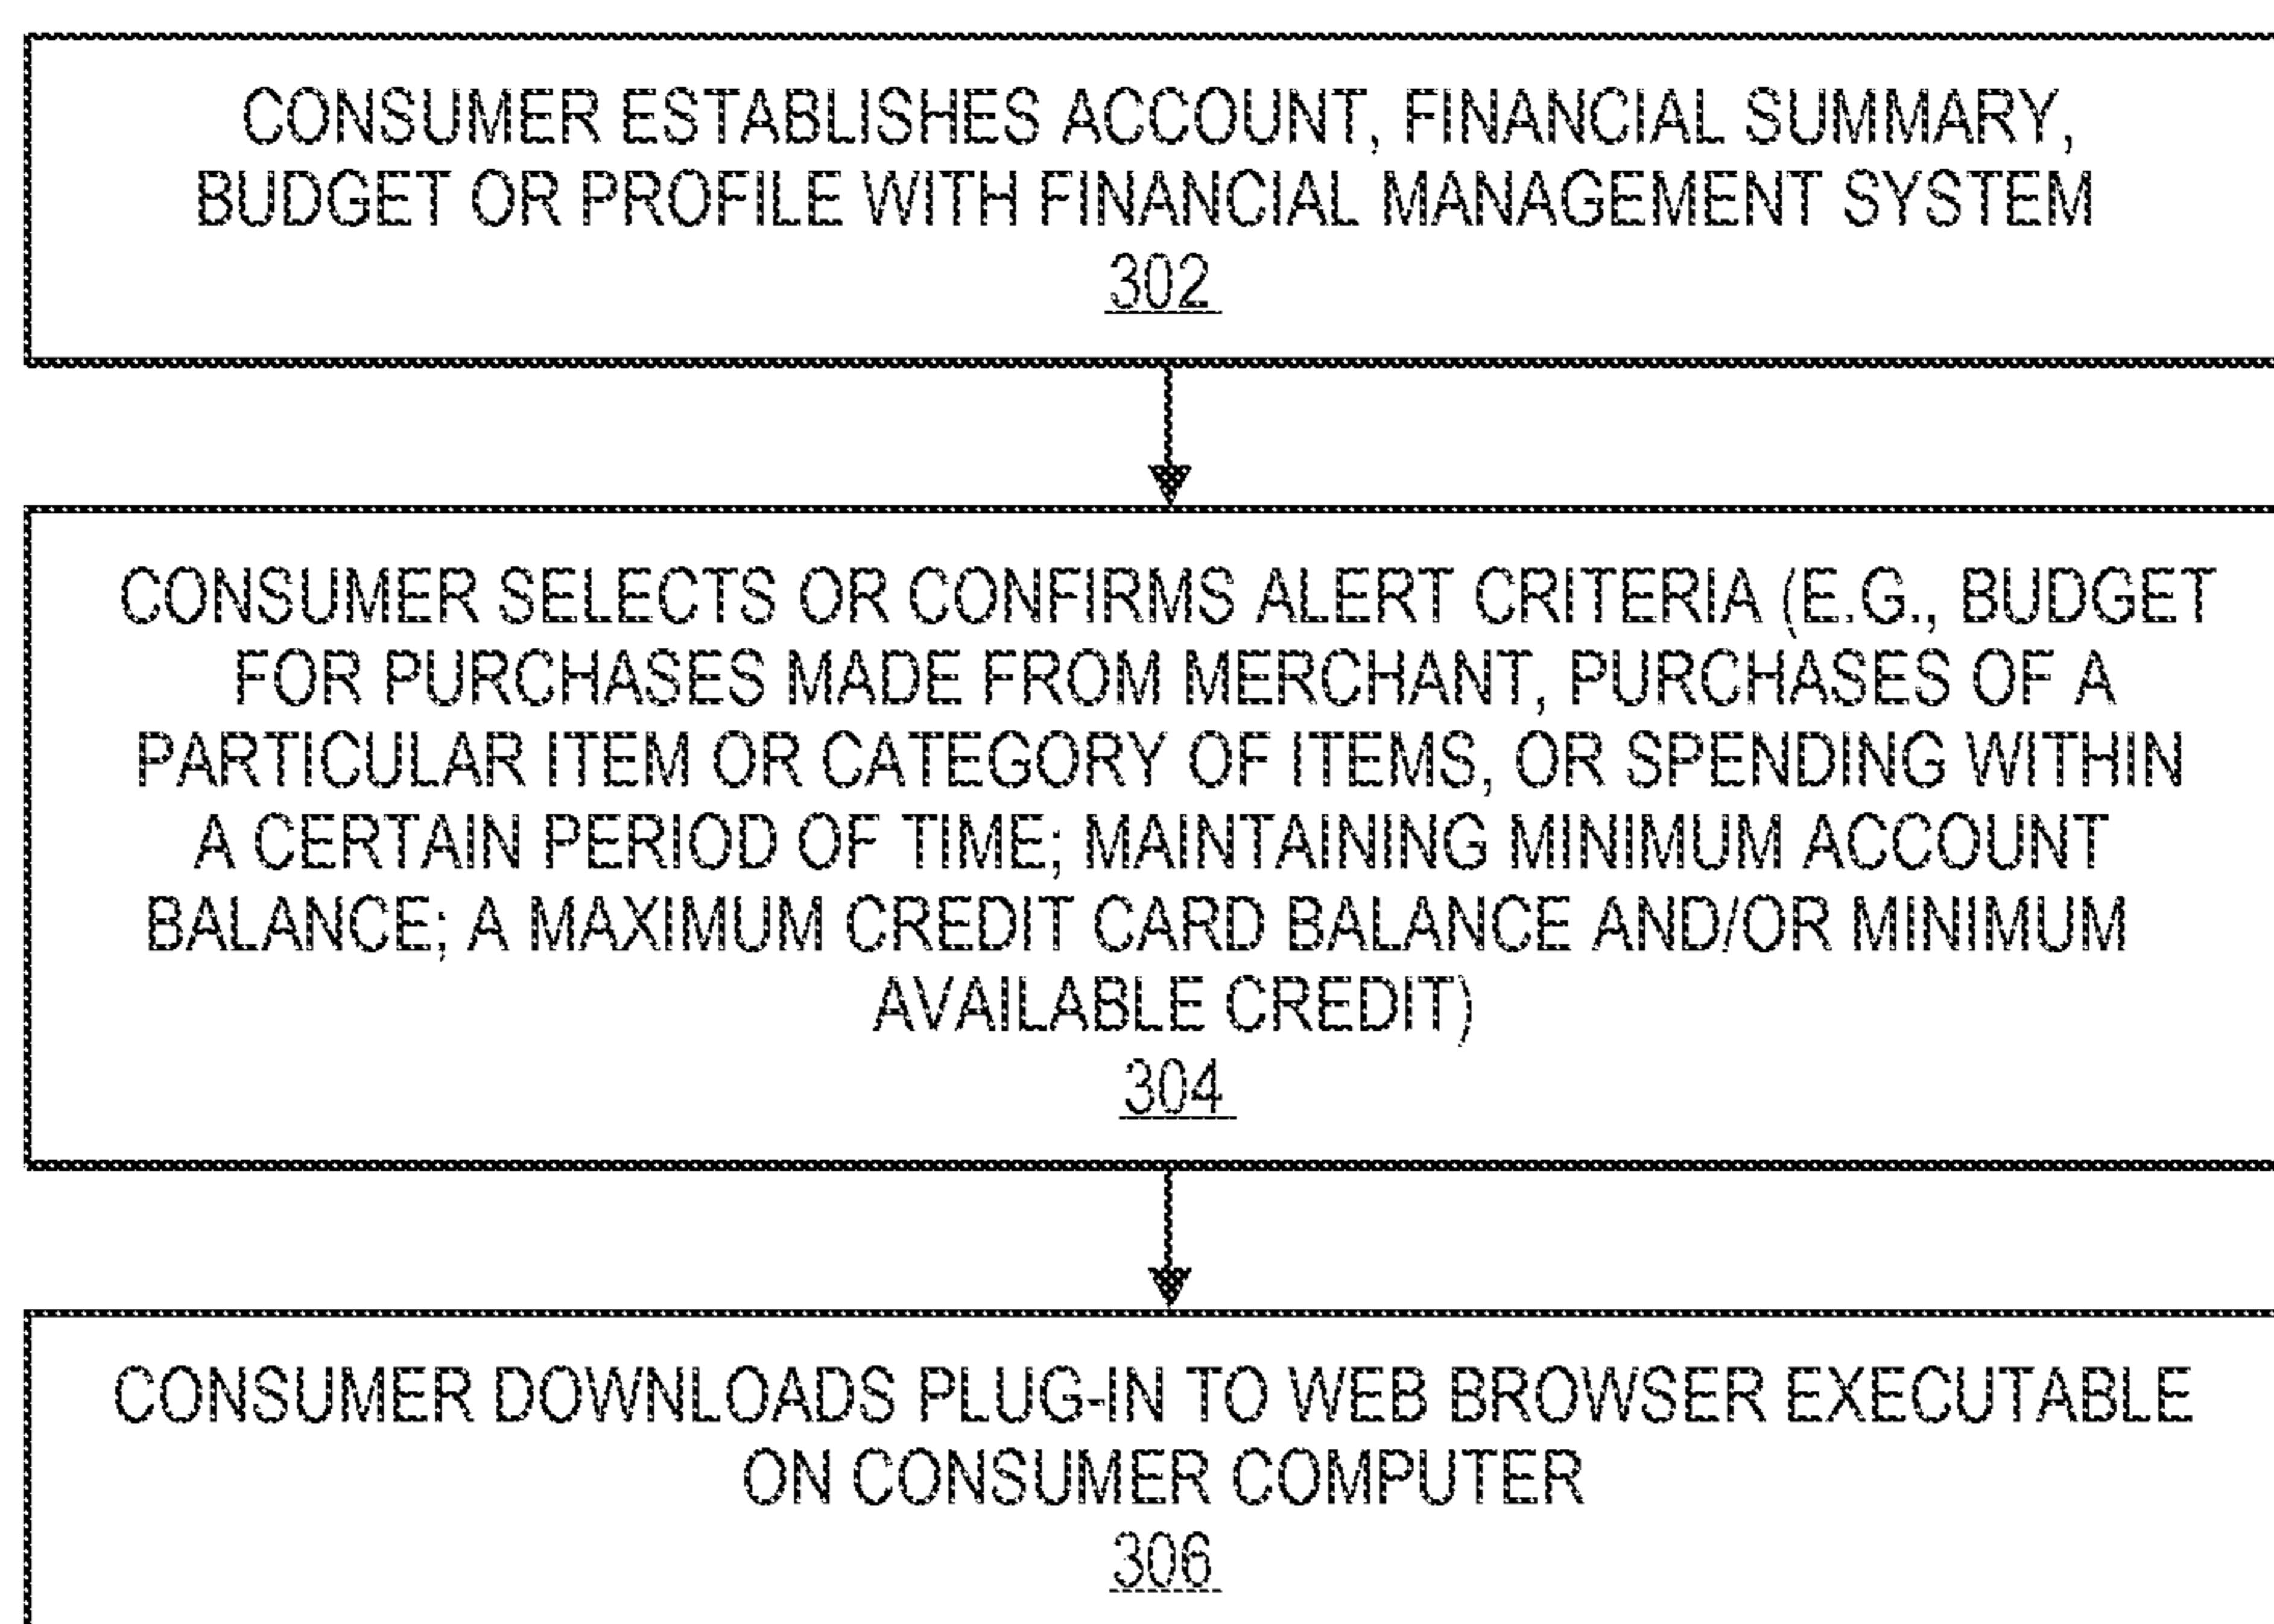 CONSUMER ESTABLISHES ACCOUNT, FINANCIAL SUMMARY,
BUDGET OR PROFILE WITH FINANCIAL MANAGEMENT SYSTEM
302
CONSUMER SELECTS OR CONFIRMS ALERT CRITERIA (E.G., BUDGET
FOR PURCHASES MADE FROM MERCHANT, PURCHASES OF A
PARTICULAR ITEM OR CATEGORY OF ITEMS, OR SPENDING WITHIN
A CERTAIN PERIOD OF TIME; MAINTAINING MINIMUM ACCOUNT
BALANCE; A MAXIMUM CREDIT CARD BALANCE AND/OR MINIMUM
AVAILABLE CREDIT)
304
CONSUMER DOWNLOADS PLUG-IN TO WEB BROWSER EXECUTABLE
ON CONSUMER COMPUTER
306